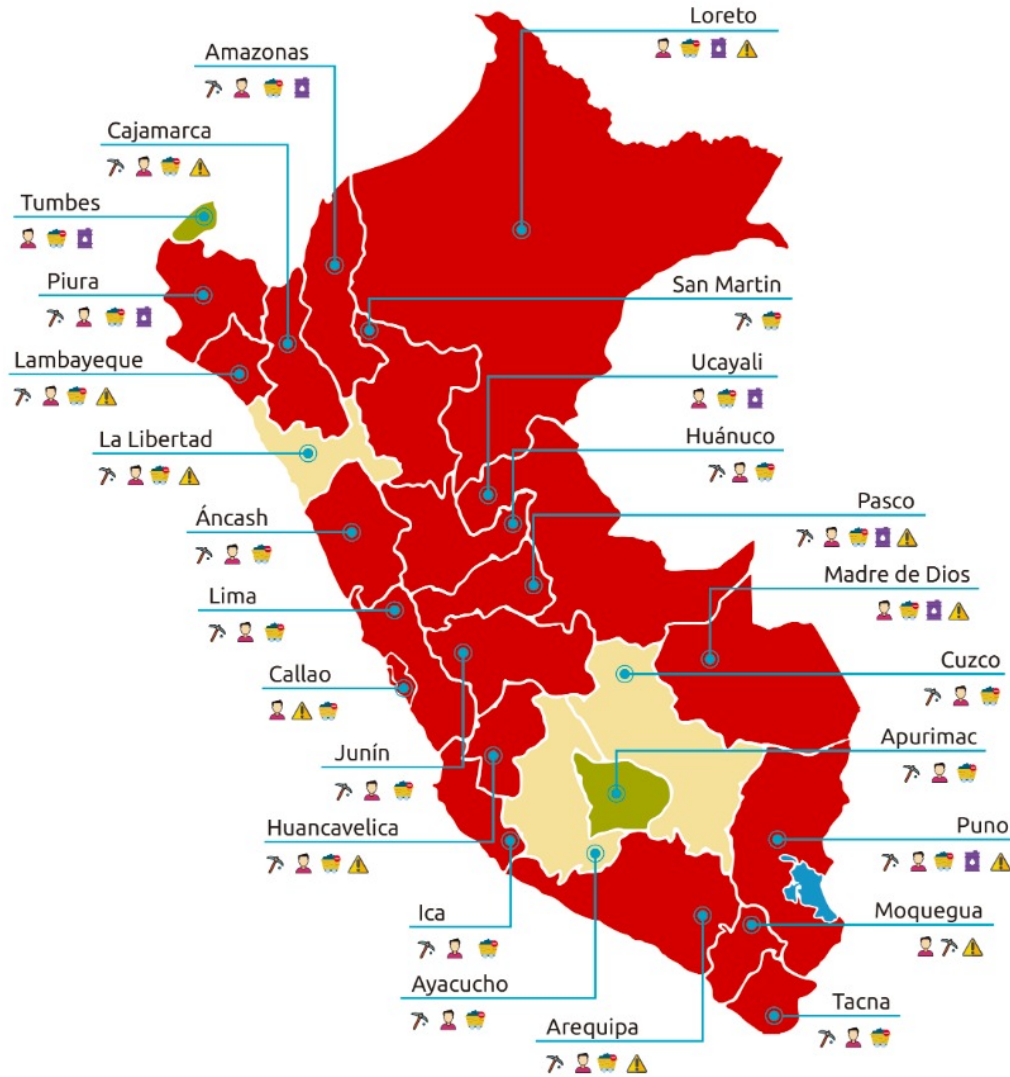 Loreto
Amazonas
Cajamarca
Tumbes
Piura
San Martin
Lambayeque
Ucayali
La Libertad
Huánuco
Áncash
Pasco
Lima
Madre de Dios
Callao
Cuzco
Junín
Apurimac
Huancavelica
Puno
Ica
Moquegua
Ayacucho
Arequipa
Tacna